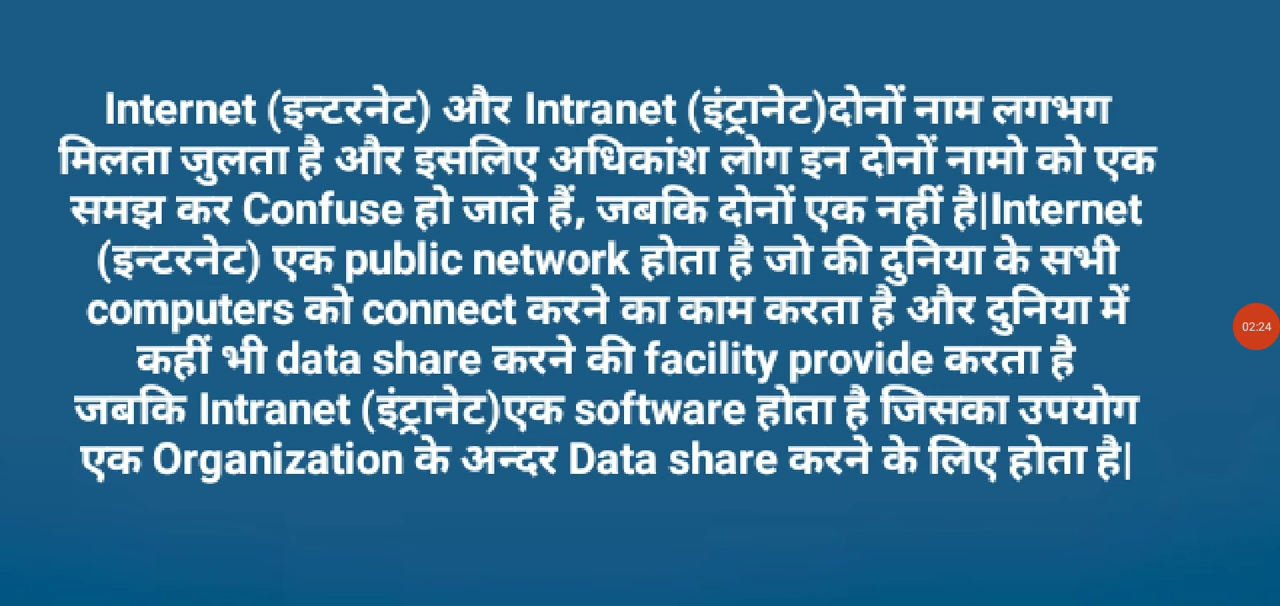 Internet (इन्टरनेट) और Intranet (इंट्रानेट)दोनों नाम लगभग
मिलता जुलता है और इसलिए अधिकांश लोग इन दोनों नामो को एक
समझ कर Confuse हो जाते हैं, जबकि दोनों एक नहीं है|Internet
(इन्टरनेट) एक public network होता है जो की दुनिया के सभी
computers को connect करने का काम करता है और दुनिया में
कहीं भी data share करने की facility provide करता है
जबकि Intranet (इंट्रानेट)एक software होता है जिसका उपयोग
एक Organization के अन्दर Data share करने के लिए होता है|
02:24